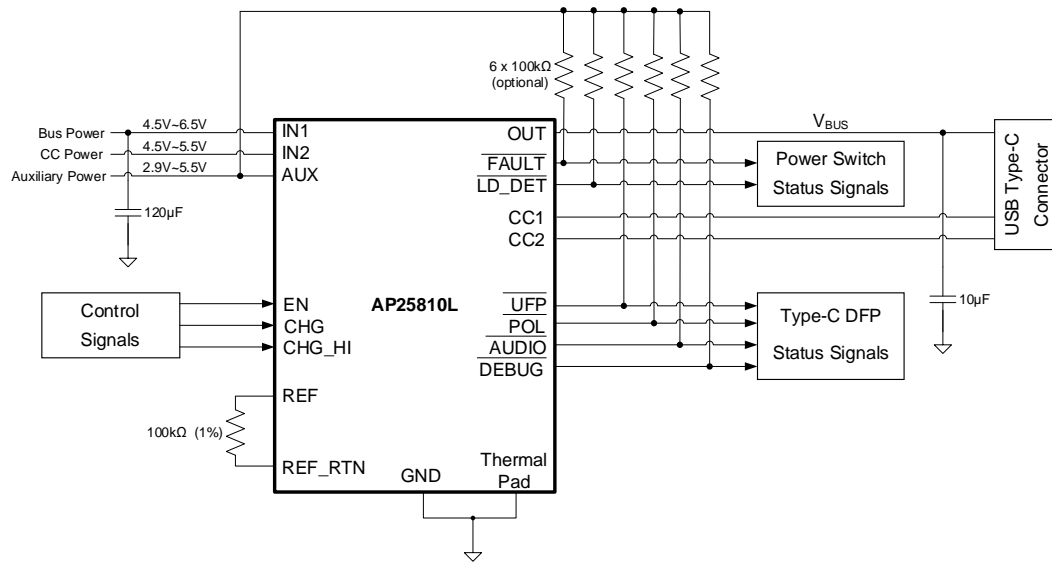 6 x 100kΩ
(optional)
Bus Power
4.5V~6.5V
IN1
OUT
VBUS
CC Power
4.5V~5.5V
IN2
FAULT
Power Switch
Status Signals
Auxiliary Power
2.9V~5.5V
AUX
LD_DET
USB Type-C
Connector
120µF
CC1
CC2
Control
Signals
EN
CHG
CHG_HI
AP25810L
UFP
POL
AUDIO
DEBUG
Type-C DFP
Status Signals
10µF
REF
100kΩ (1%)
REF_RTN
GND
Thermal
Pad